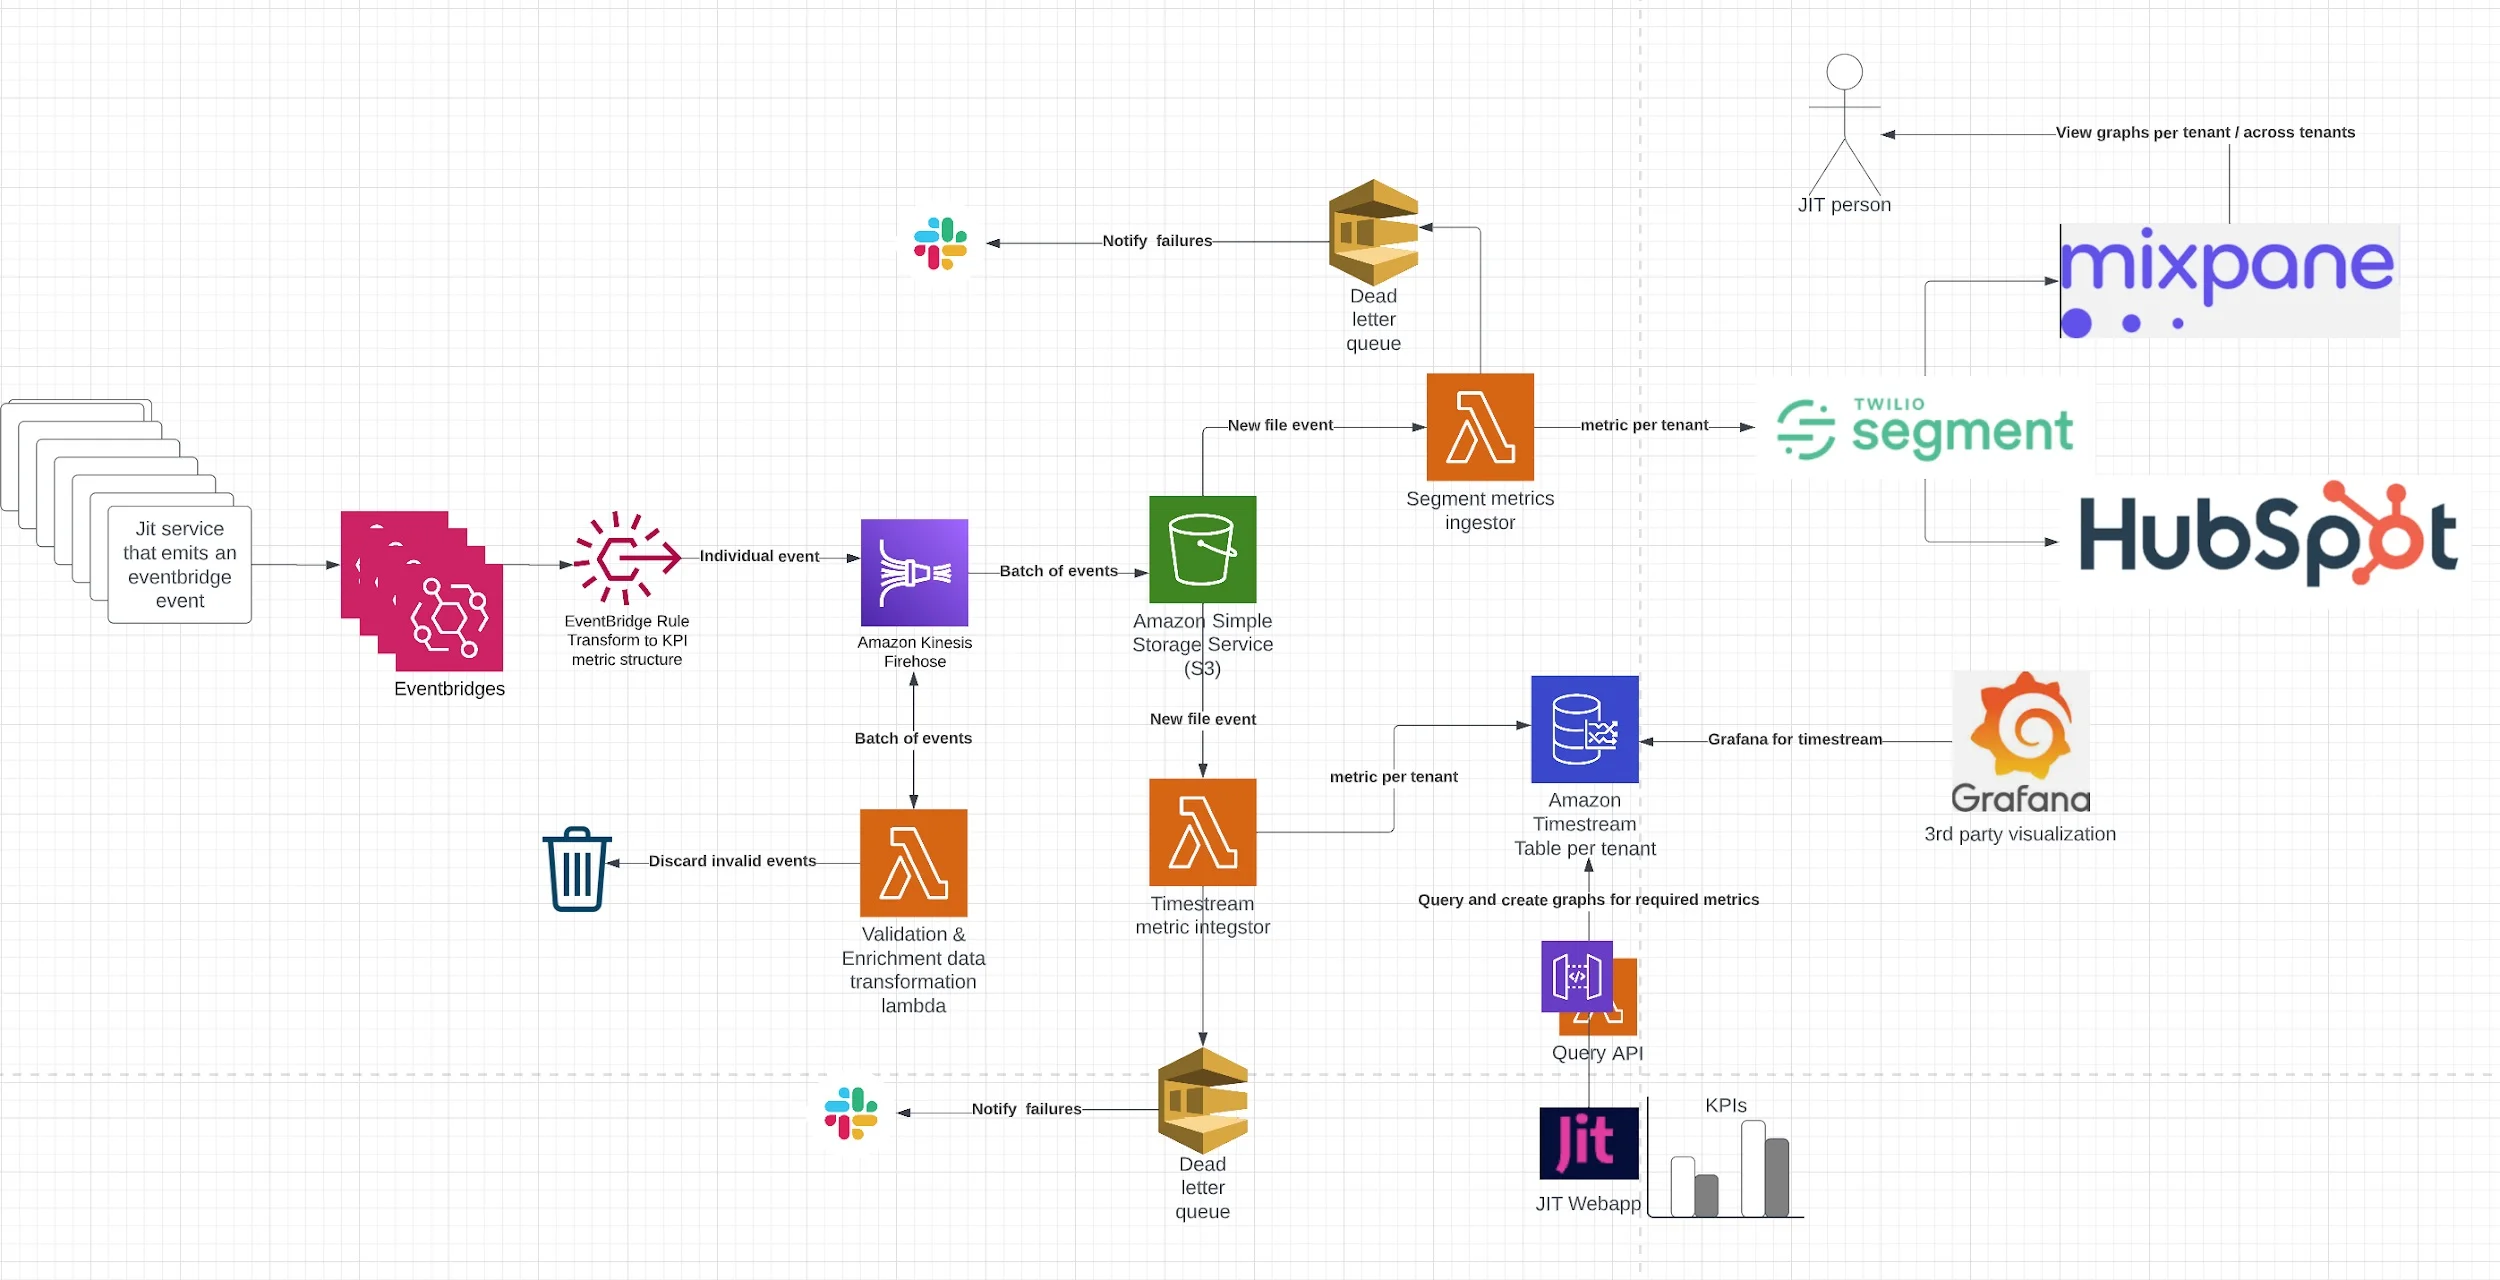 JIT person
View graphs per tenant / across tenants
mixpane
Notify  failures
Dead
letter
queue
New file event
Segment metrics
ingestor
metric per tenant
TWILIO
segment
HubSpot
Jit service
that emits an
eventbridge
event
Eventbridges
EventBridge Rule
Transform to KPI
metric structure
Individual event
Amazon Kinesis
Firehose
Batch of events
Amazon Simple
Storage Service
(S3)
Batch of events
New file event
Discard invalid events
Validation &
Enrichment data
transformation
lambda
Timestream
metric integstor
metric per tenant
Amazon
Timestream
Table per tenant
Grafana for timestream
Grafana
3rd party visualization
Query and create graphs for required metrics
</>
Query API
Notify  failures
Dead
letter
queue
Jit
JIT Webapp
KPIs